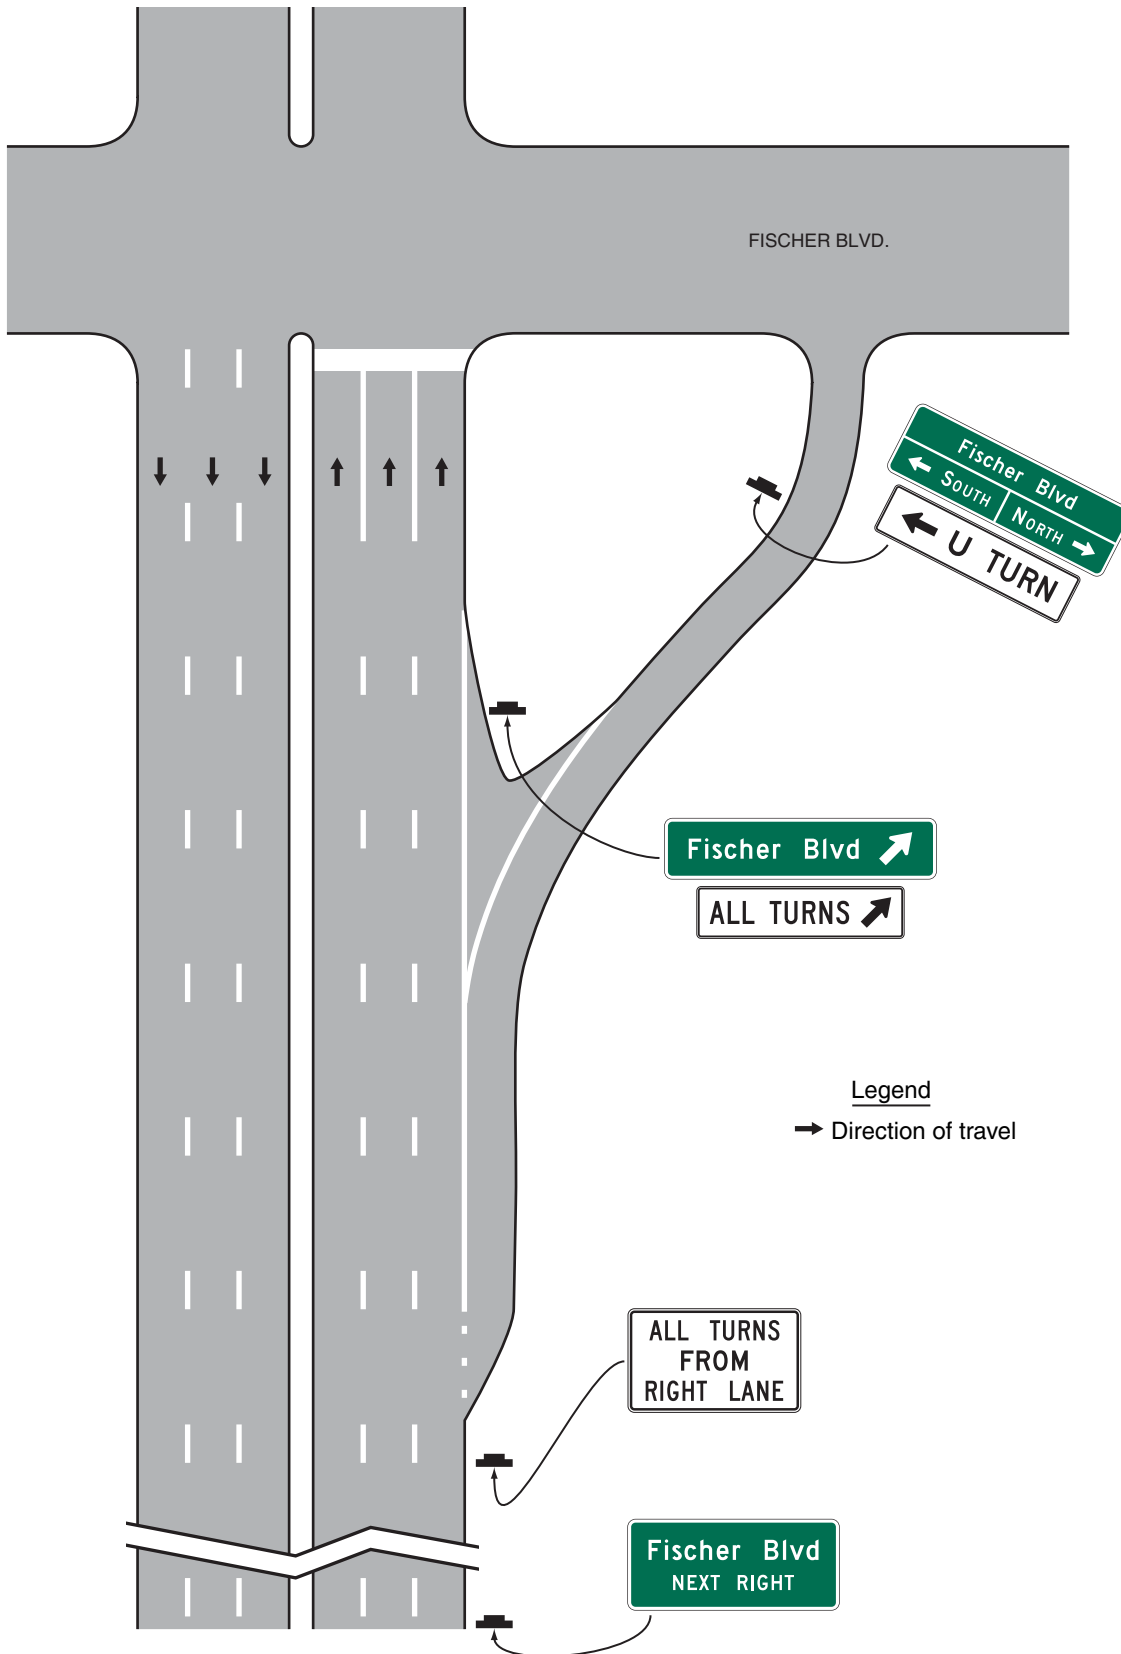 FISCHER BLVD.
Fischer Blvd
SOUTH
NORTH
U TURN
Fischer Blvd
ALL TURNS
Legend
Direction of travel
ALL TURNS
FROM
RIGHT LANE
Fischer Blvd
NEXT RIGHT